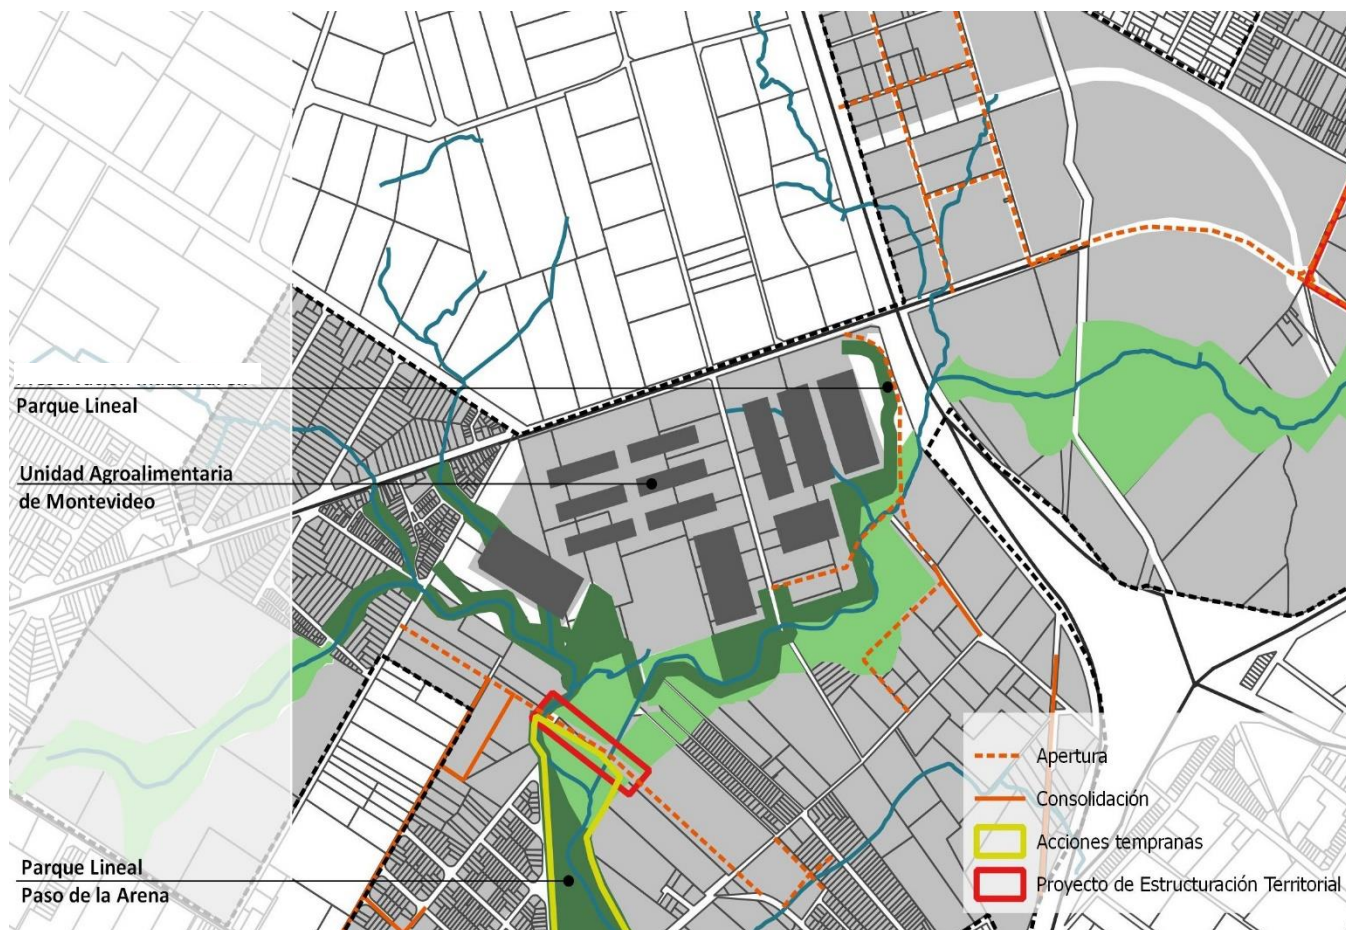 Parque Lineal
Unidad Agroalimentaria
de Montevideo
Parque Lineal
Paso de la Arena
Apertura
Consolidación
Acciones tempranas
Proyecto de Estructuración Territorial